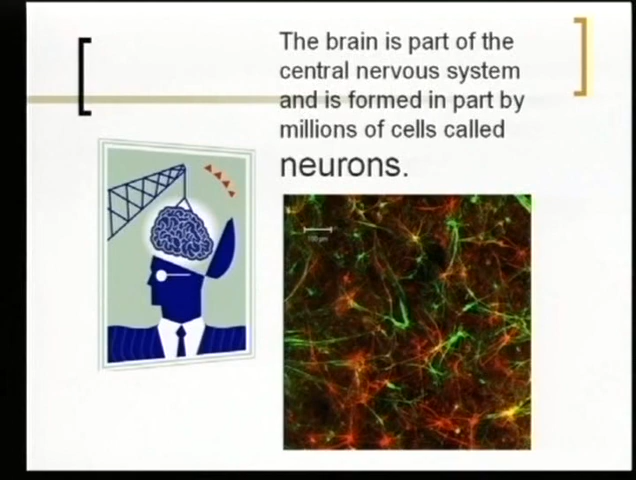 The brain is part of the
central nervous system
and is formed in part by
millions of cells called
neurons.